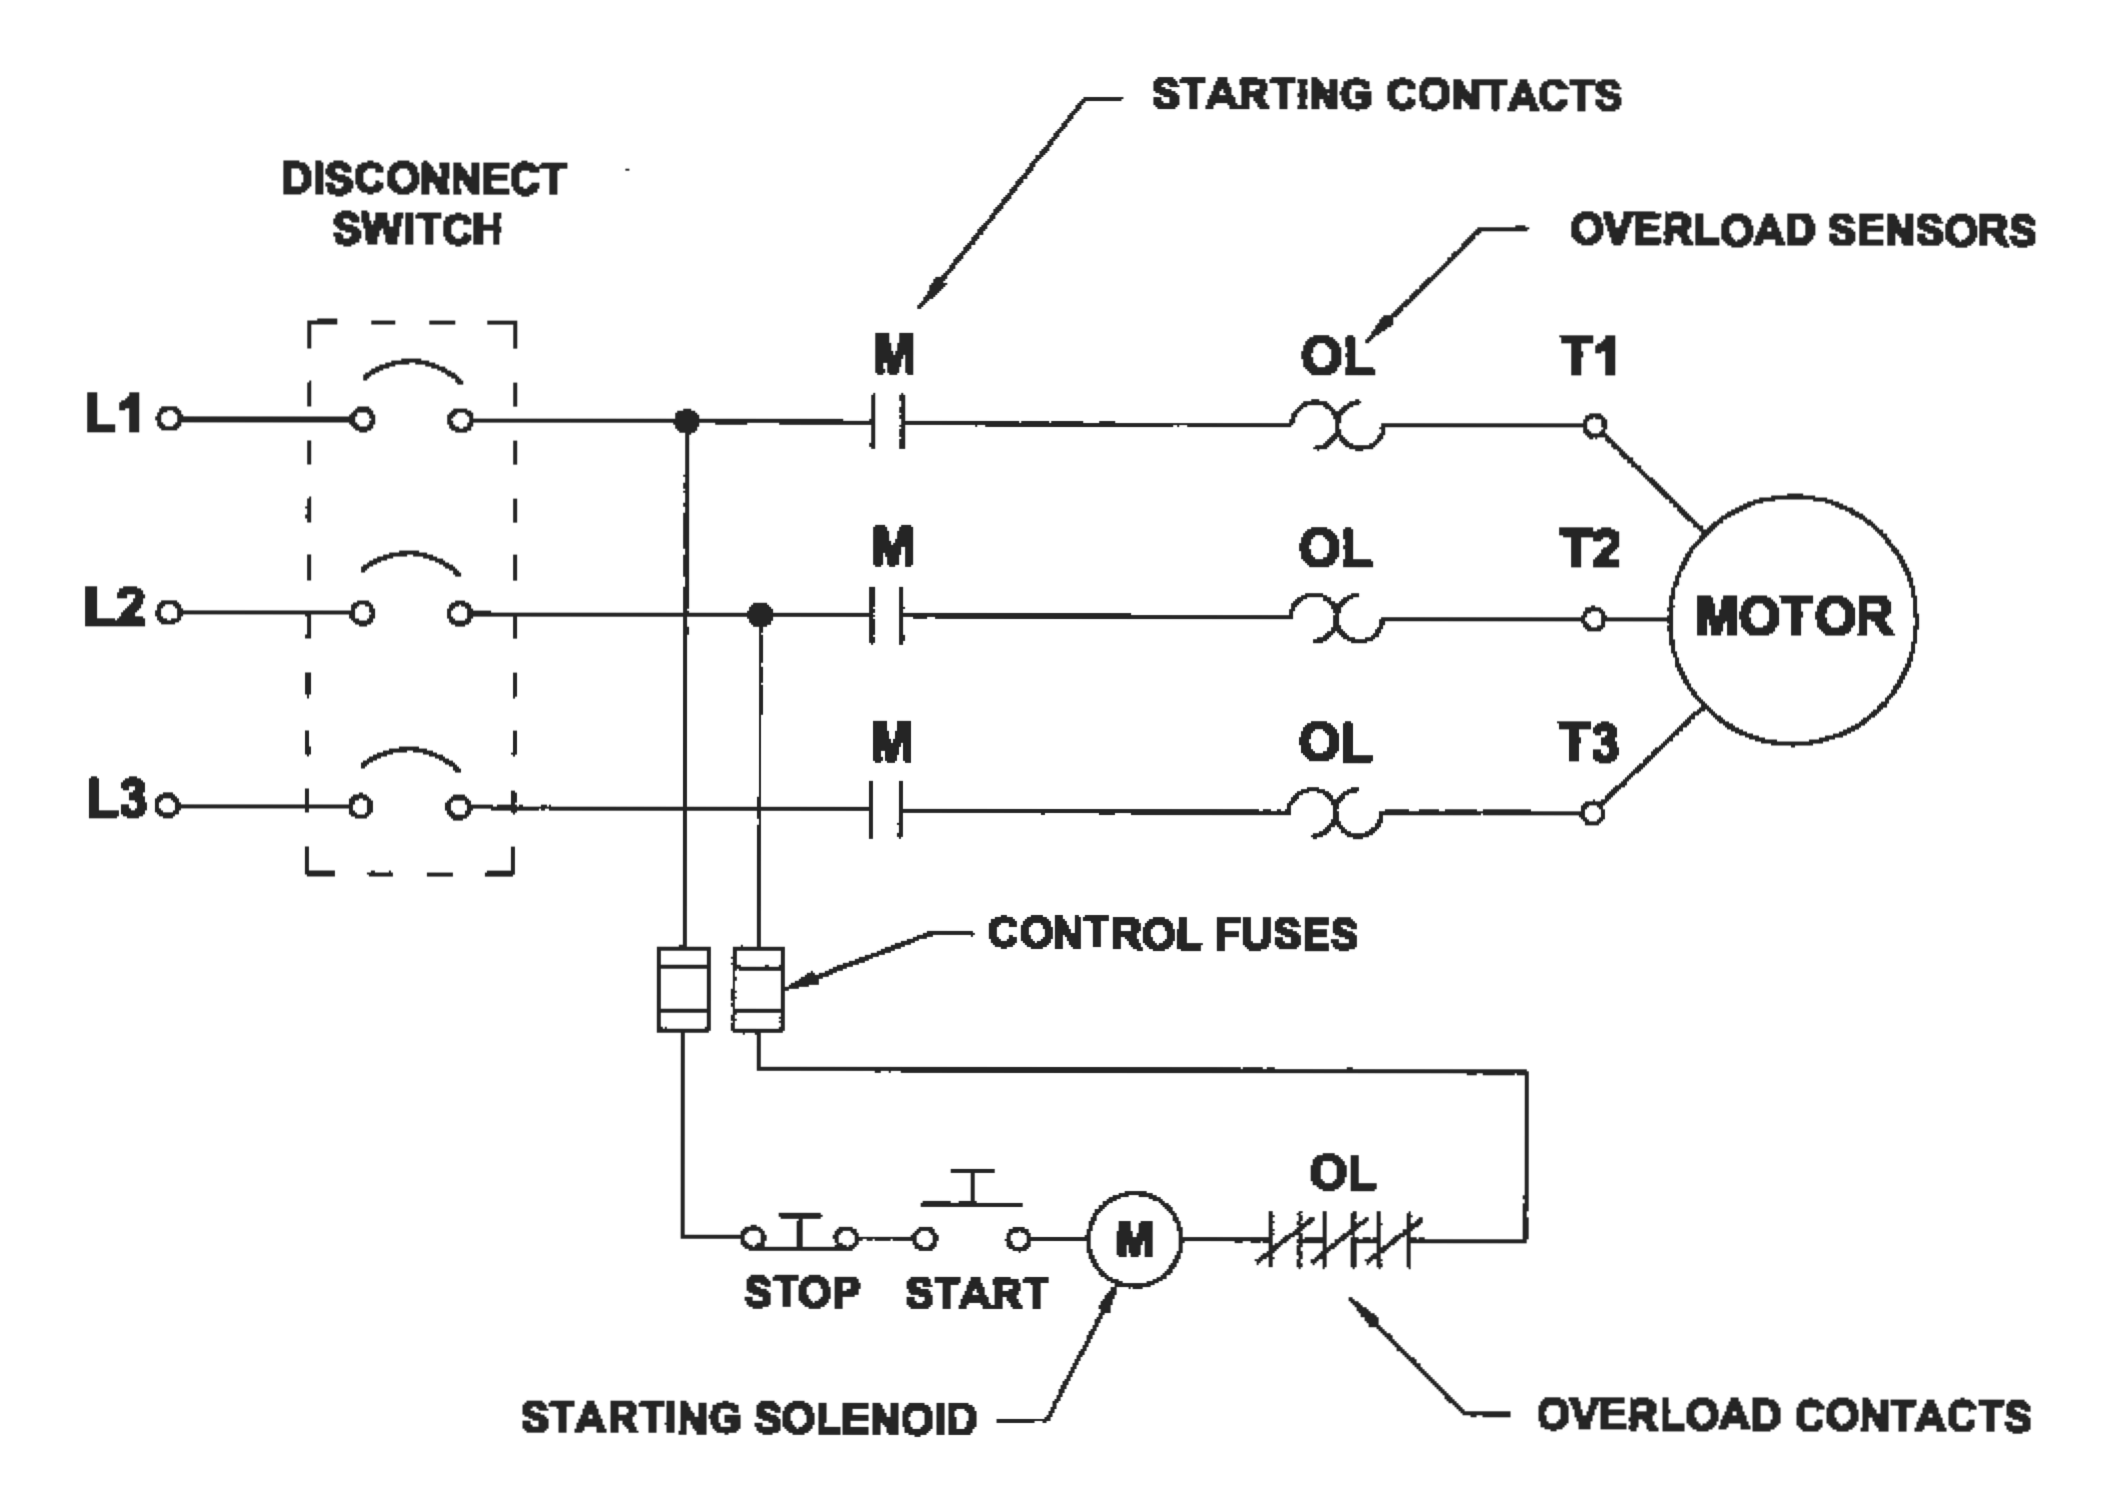 STARTING CONTACTS
DISCONNECT
SWITCH
OVERLOAD SENSORS
M
OL
T1
L1
M
OL
T2
L2
MOTOR
M
OL
T3
L3
CONTROL FUSES
OL
M
STOP
START
STARTING SOLENOID
OVERLOAD CONTACTS